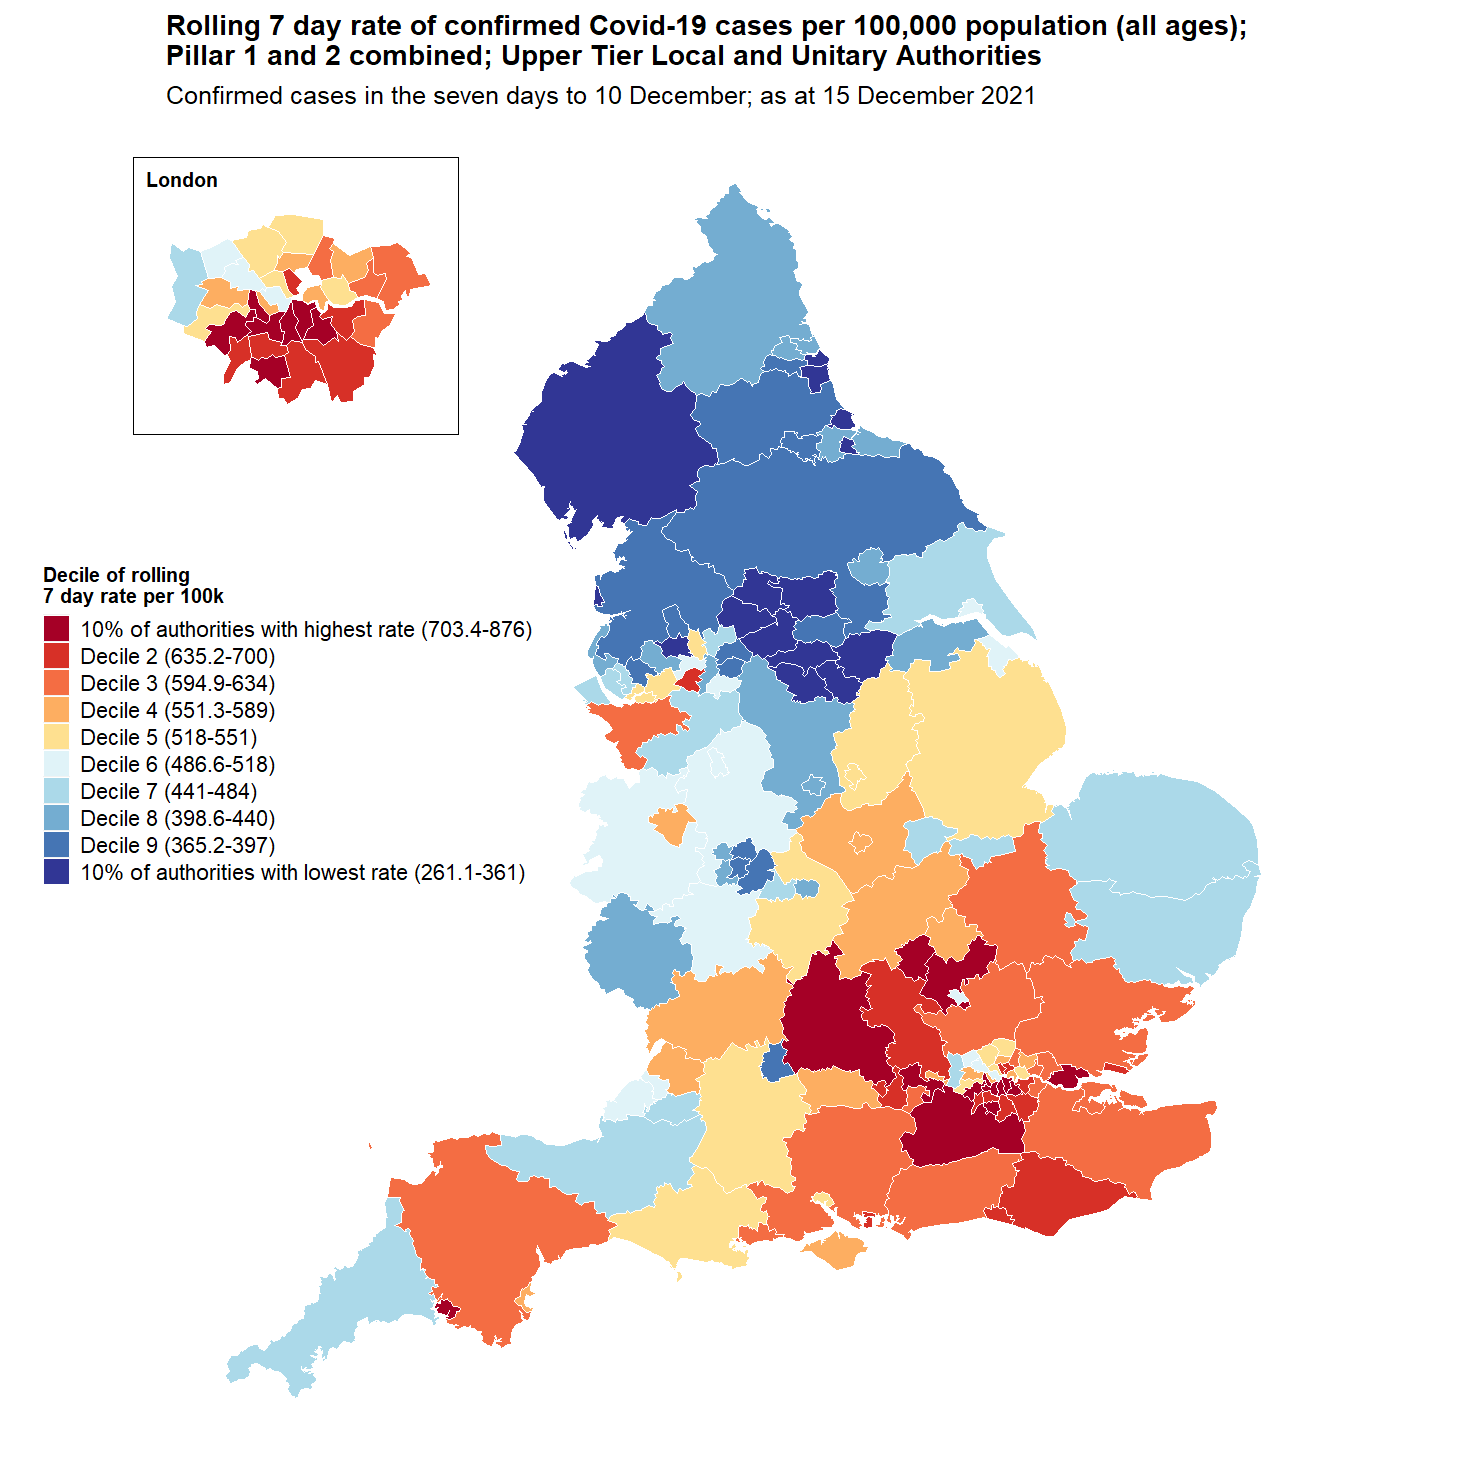 Rolling 7 day rate of confirmed Covid-19 cases per 100,000 population (all ages);
Pillar 1 and 2 combined; Upper Tier Local and Unitary Authorities
Confirmed cases in the seven days to 10 December; as at 15 December 2021
London
Decile of rolling
7 day rate per 100k
10% of authorities with highest rate (703.4-876)
Decile 2 (635.2-700)
Decile 3 (594.9-634)
Decile 4 (551.3-589)
Decile 5 (518-551)
Decile 6 (486.6-518)
Decile 7 (441-484)
Decile 8 (398.6-440)
Decile 9 (365.2-397)
10% of authorities with lowest rate (261.1-361)